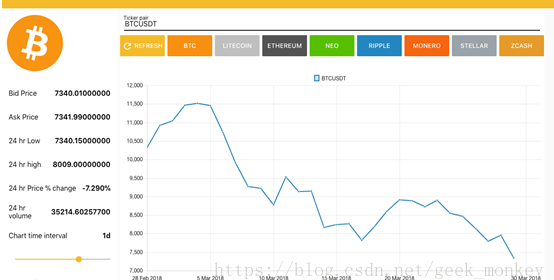 Ticker pair
BTCUSDT
REFRESH BTC LITECOIN ETHEREUM NEO RIPPLE MONERO STELLAR ZCASH
BTCUSDT
Bid Price 7340.01000000
Ask Price 7341.99000000
24 hr Low 7340.15000000
24 hr high 8009.00000000
24 hr Price % change -7.290%
24 hr
volume 35214.60257700
Chart time interval 1d
12,000
11,500
11,000
10,500
10,000
9,500
9,000
8,500
8,000
7,500
7,000
28 Feb 2018 5 Mar 2018 10 Mar 2018 15 Mar 2018 20 Mar 2018 30 Mar 2018
https://blog.csdn.net/geek_monkey